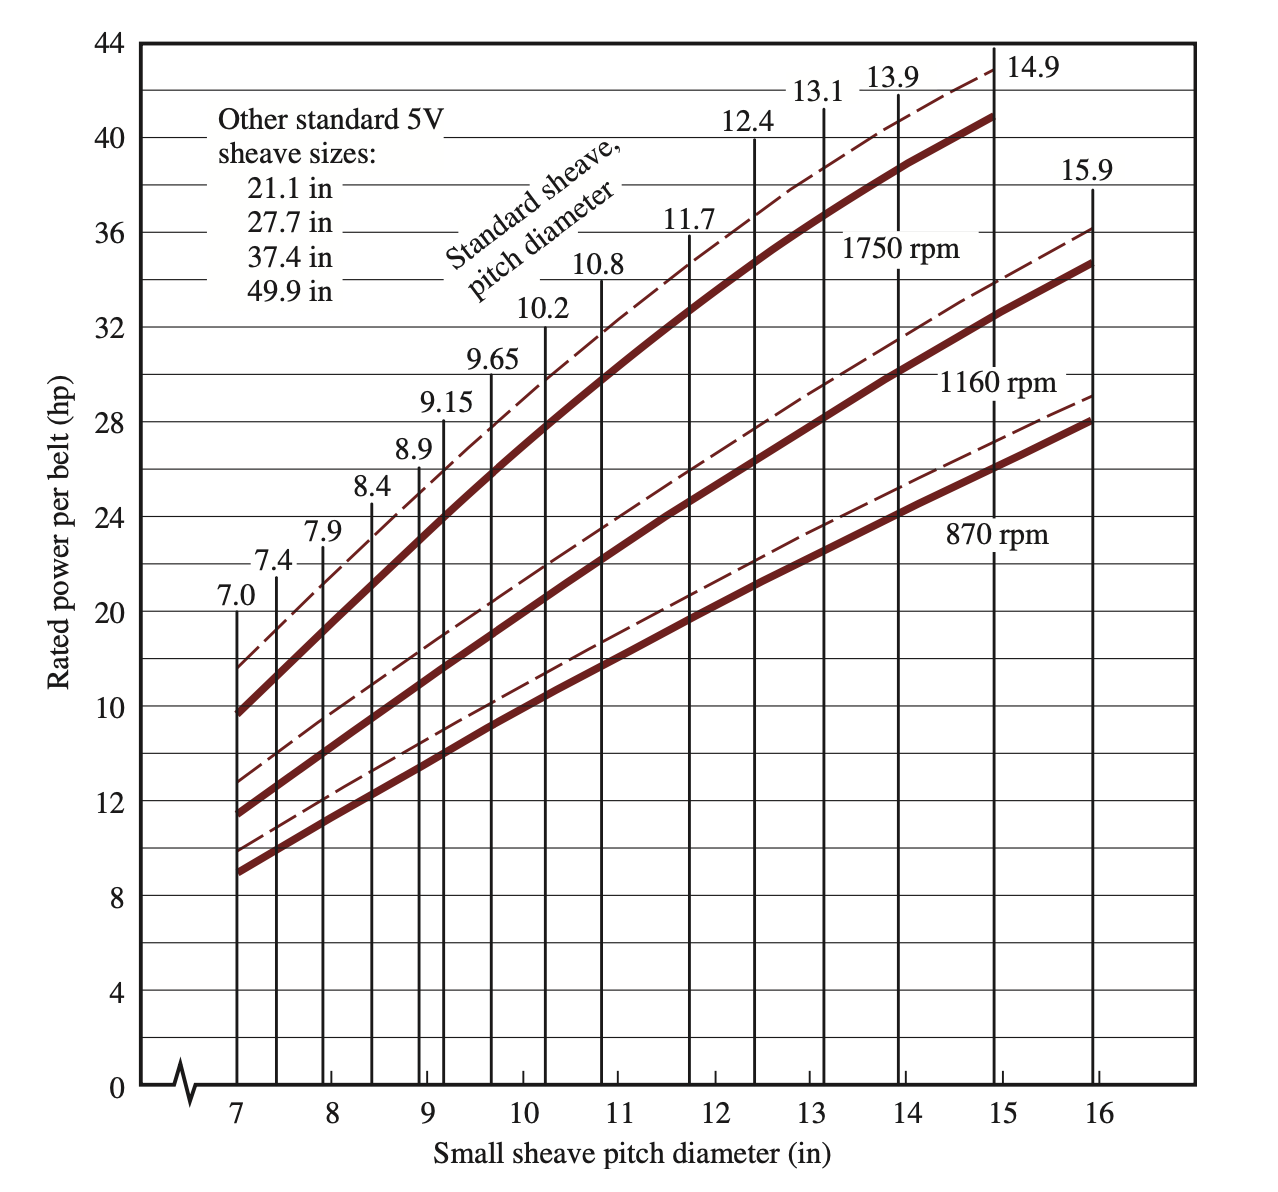 44
40
36
32
28
24
20
10
12
8
4
0
Rated power per belt (hp)
Other standard 5V
sheave sizes:
21.1 in
27.7 in
37.4 in
49.9 in
Standard sheave,
pitch diameter
7.0
7.4
7.9
8.4
8.9
9.15
9.65
10.2
10.8
11.7
12.4
13.1
13.9
14.9
15.9
1750 rpm
1160 rpm
870 rpm
7 8 9 10 11 12 13 14 15 16
Small sheave pitch diameter (in)